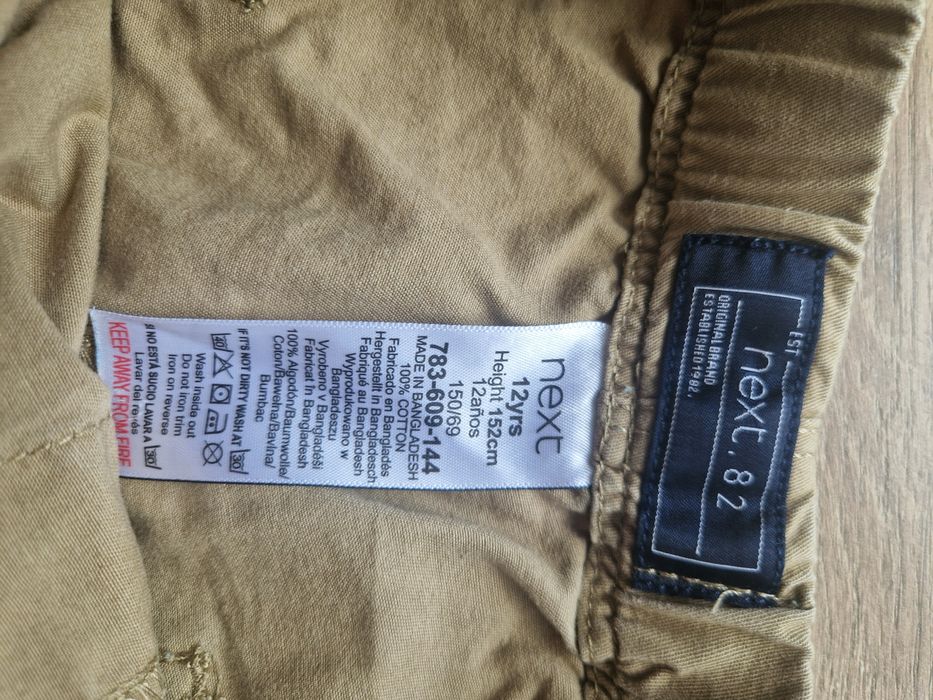 next
12yrs
Height 152cm
12años
150/69
783-609-144
MADE IN BANGLADESH
100% COTTON
Fabricado en Bangladés
Hergestellt in Bangladesch
Fabriqué au Bangladesh
Wyprodukowano w
Bangladeszu
Vyrobeno v Bangladéši
Fabricat în Bangladesh
100% Agodón/Baumwolle/
Coton/Bawełna/Bavlna/
Bumbac
IF IT'S NOT DIRTY WASH AT 30
40
Wash inside out
Do not iron trim
Iron on reverse
SI NO ESTÁ SUCIO LAVAR A 30
Lavar del revés
KEEP AWAY FROM FIRE
EST
next.82
ORIGINAL BRAND
ESTABLISHED 1982.